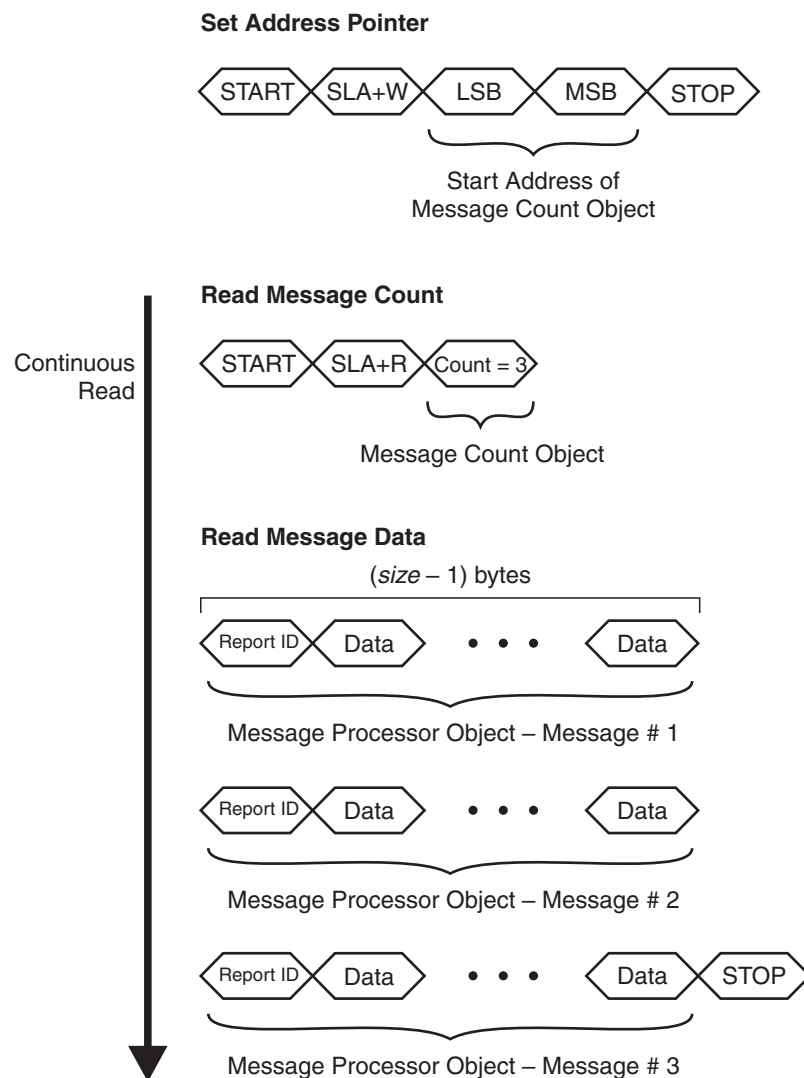 Set Address Pointer
START SLA+W LSB MSB STOP
Start Address of
Message Count Object
Read Message Count
Continuous
Read
START SLA+R Count = 3
Message Count Object
Read Message Data
(size – 1) bytes
Report ID Data • • • Data
Message Processor Object – Message # 1
Report ID Data • • • Data
Message Processor Object – Message # 2
Report ID Data • • • Data STOP
Message Processor Object – Message # 3